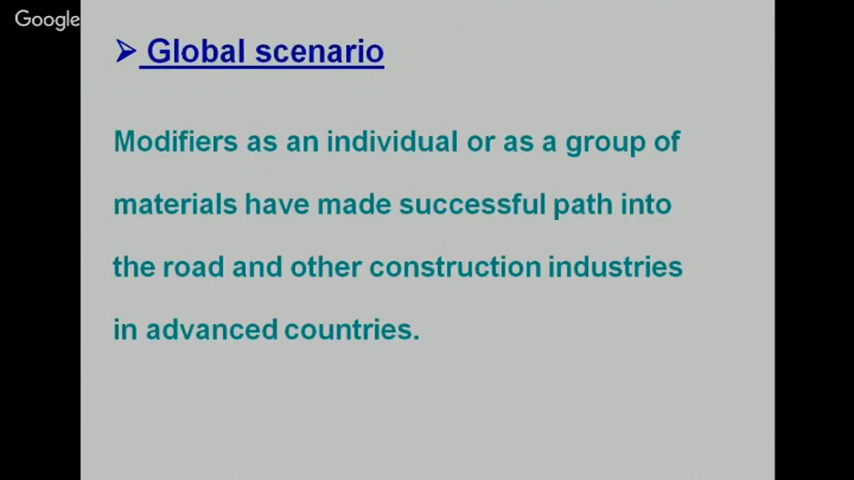 Google
Global scenario
Modifiers as an individual or as a group of
materials have made successful path into
the road and other construction industries
in advanced countries.